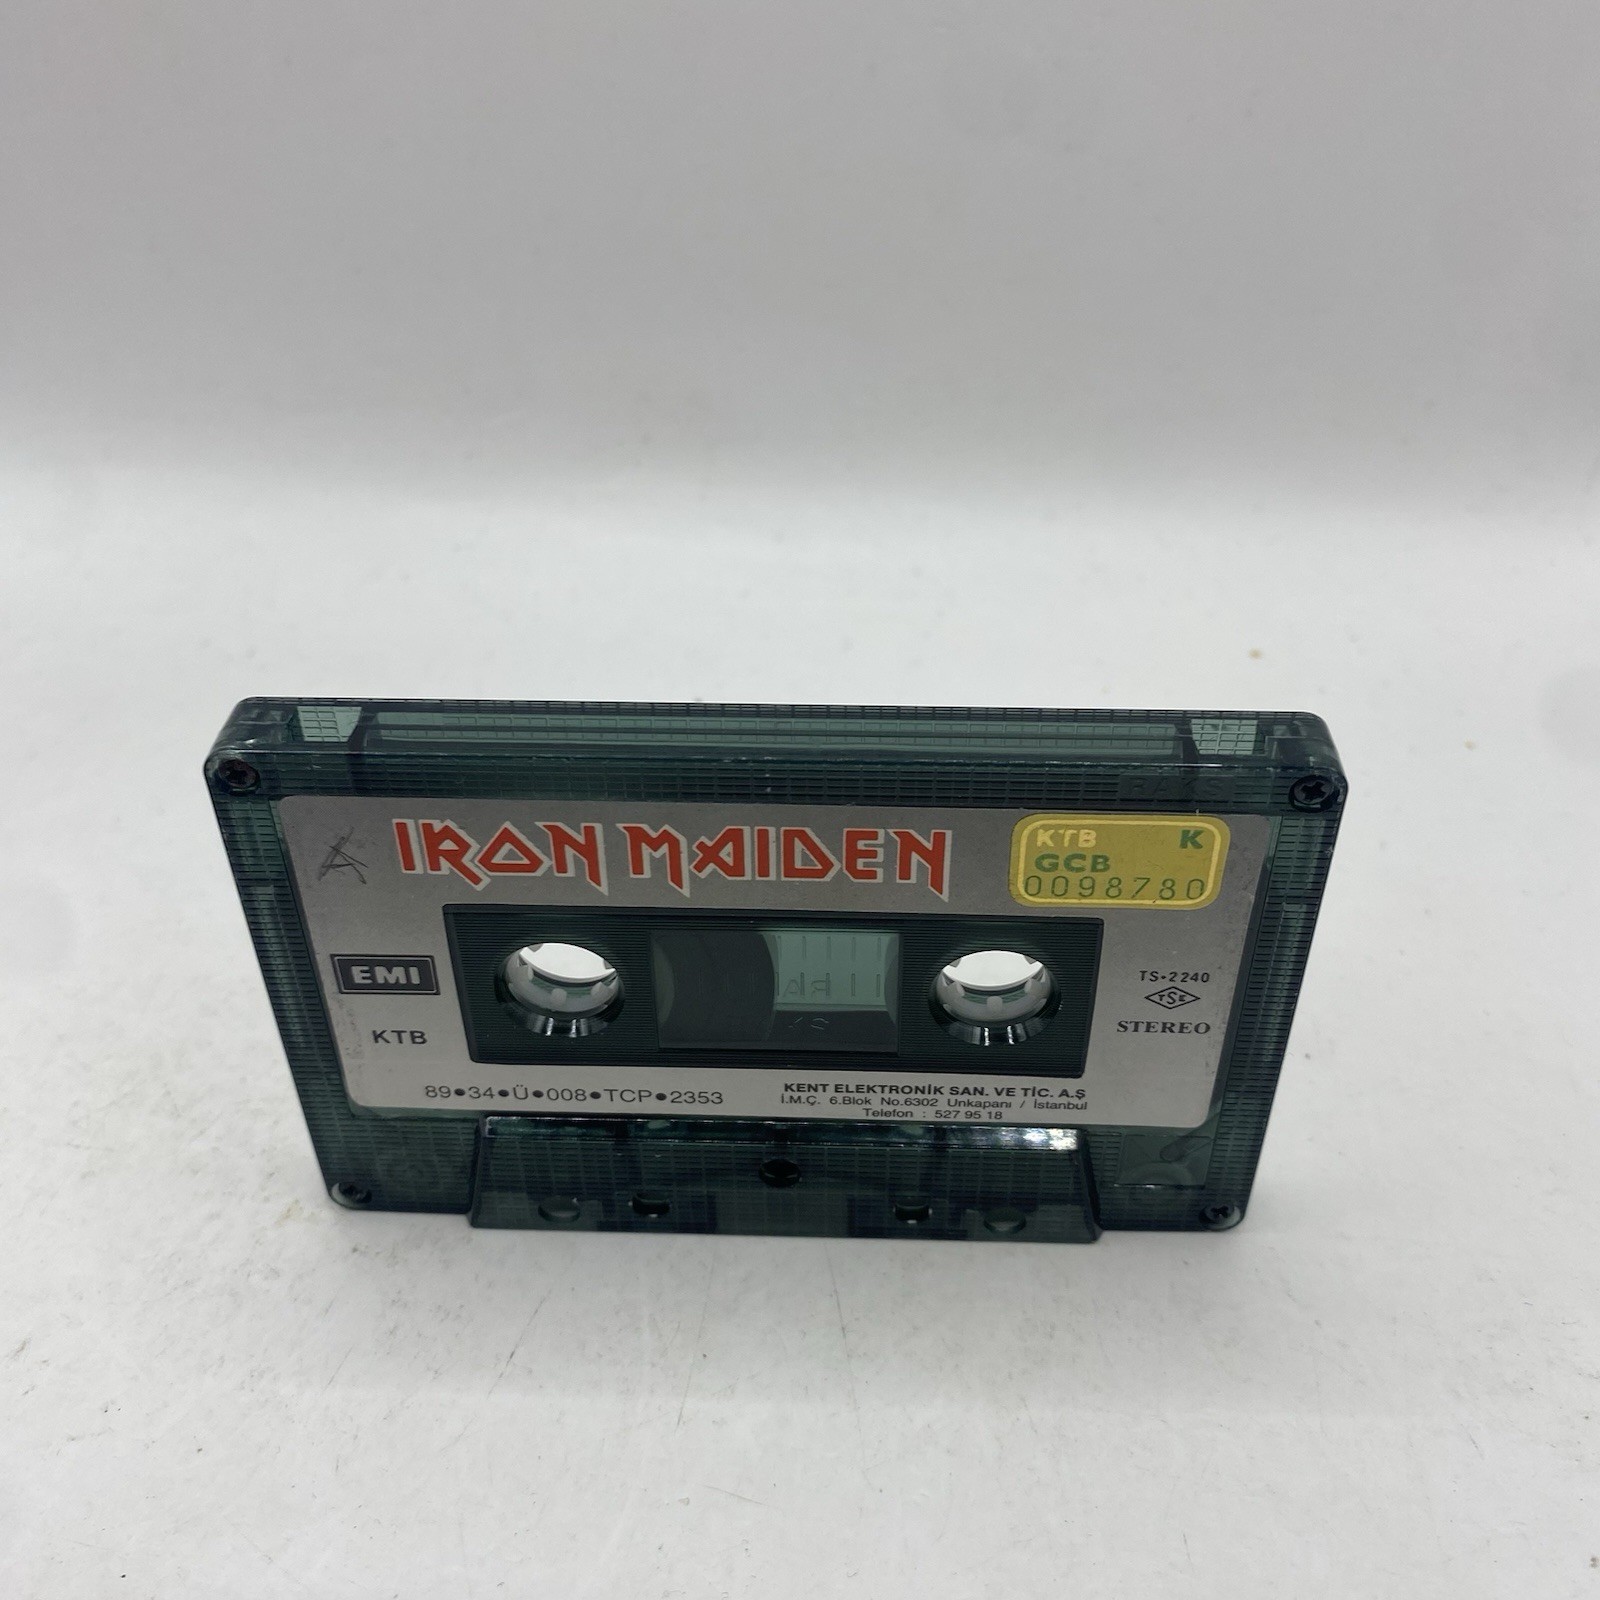 A
IRON MAIDEN
KTB K
GCB
0098780
EMI
KTB
TS•2240
TSE
STEREO
89•34•Ü•008•TCP•2353
KENT ELEKTRONİK SAN. VE TİC. A.Ş
İ.M.Ç. 6.Blok No.6302 Unkapanı / İstanbul
Telefon : 527 95 18